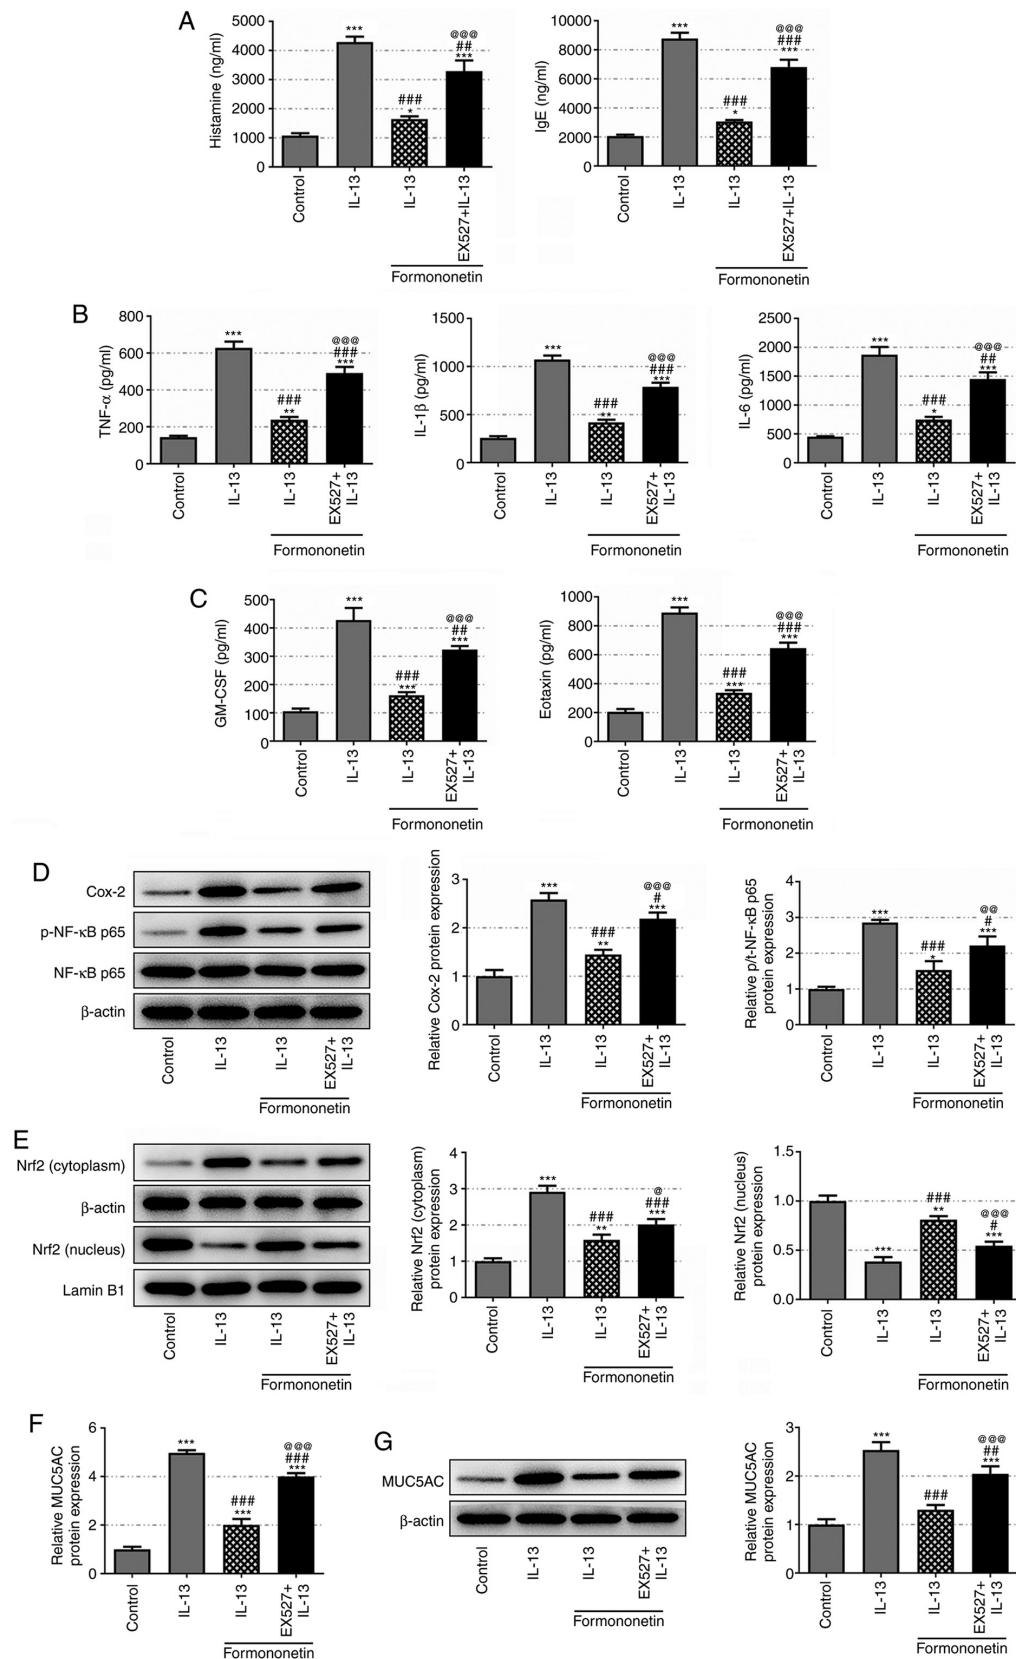 A
Histamine (ng/ml)
5000
4000
3000
2000
1000
0
***
###
*
@@@
##
***
Control
IL-13
IL-13
EX527+IL-13
Formononetin
IgE (ng/ml)
10000
8000
6000
4000
2000
0
***
###
*
@@@
###
***
Control
IL-13
IL-13
EX527+IL-13
Formononetin
B
TNF-α (pg/ml)
800
600
400
200
0
***
###
**
@@@
###
***
Control
IL-13
IL-13
EX527+
IL-13
Formononetin
IL-1β (pg/ml)
1500
1000
500
0
***
###
**
@@@
###
***
Control
IL-13
IL-13
EX527+
IL-13
Formononetin
IL-6 (pg/ml)
2500
2000
1500
1000
500
0
***
###
*
@@@
##
***
Control
IL-13
IL-13
EX527+
IL-13
Formononetin
C
GM-CSF (pg/ml)
500
400
300
200
100
0
***
###
***
@@@
##
***
Control
IL-13
IL-13
EX527+
IL-13
Formononetin
Eotaxin (pg/ml)
1000
800
600
400
200
0
***
###
***
@@@
###
***
Control
IL-13
IL-13
EX527+
IL-13
Formononetin
D
Cox-2
p-NF-κB p65
NF-κB p65
β-actin
Control
IL-13
IL-13
EX527+
IL-13
Formononetin
Relative Cox-2 protein expression
3
2
1
0
***
###
**
@@@
#
***
Control
IL-13
IL-13
EX527+
IL-13
Formononetin
Relative p/t-NF-κB p65
protein expression
4
3
2
1
0
***
###
*
@@
#
***
Control
IL-13
IL-13
EX527+
IL-13
Formononetin
E
Nrf2 (cytoplasm)
β-actin
Nrf2 (nucleus)
Lamin B1
Control
IL-13
IL-13
EX527+
IL-13
Formononetin
Relative Nrf2 (cytoplasm)
protein expression
4
3
2
1
0
***
###
**
@
###
***
Control
IL-13
IL-13
EX527+
IL-13
Formononetin
Relative Nrf2 (nucleus)
protein expression
1.5
1.0
0.5
0.0
***
###
**
@@@
#
***
Control
IL-13
IL-13
EX527+
IL-13
Formononetin
F
Relative MUC5AC
protein expression
6
4
2
0
***
###
***
@@@
###
***
Control
IL-13
IL-13
EX527+
IL-13
Formononetin
G
MUC5AC
β-actin
Control
IL-13
IL-13
EX527+
IL-13
Formononetin
Relative MUC5AC
protein expression
3
2
1
0
***
###
@@@
##
***
Control
IL-13
IL-13
EX527+
IL-13
Formononetin